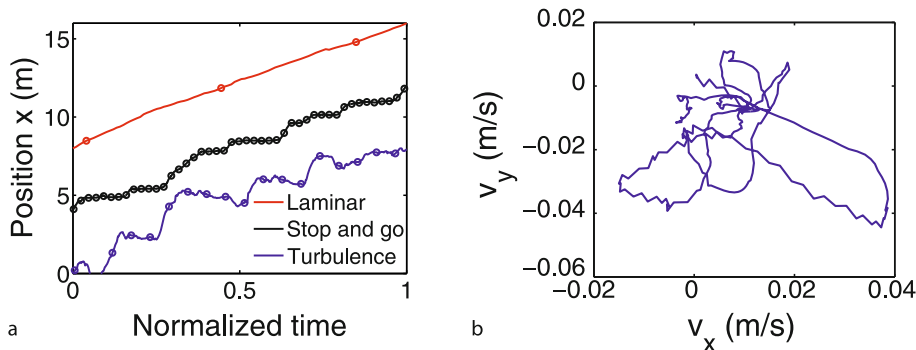 15
10
5
0
Position x (m)
Laminar
Stop and go
Turbulence
0
0.5
1
Normalized time
a
0.02
0
−0.02
−0.04
−0.06
v_y (m/s)
−0.02
0
0.02
0.04
v_x (m/s)
b